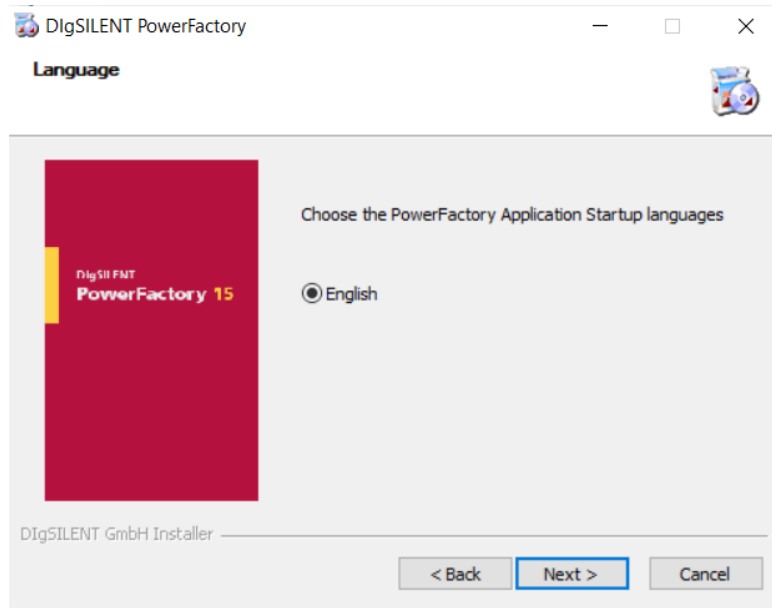 DIgSILENT PowerFactory
Language
Choose the PowerFactory Application Startup languages
English
DIgSILENT
PowerFactory 15
DIgSILENT GmbH Installer
< Back
Next >
Cancel